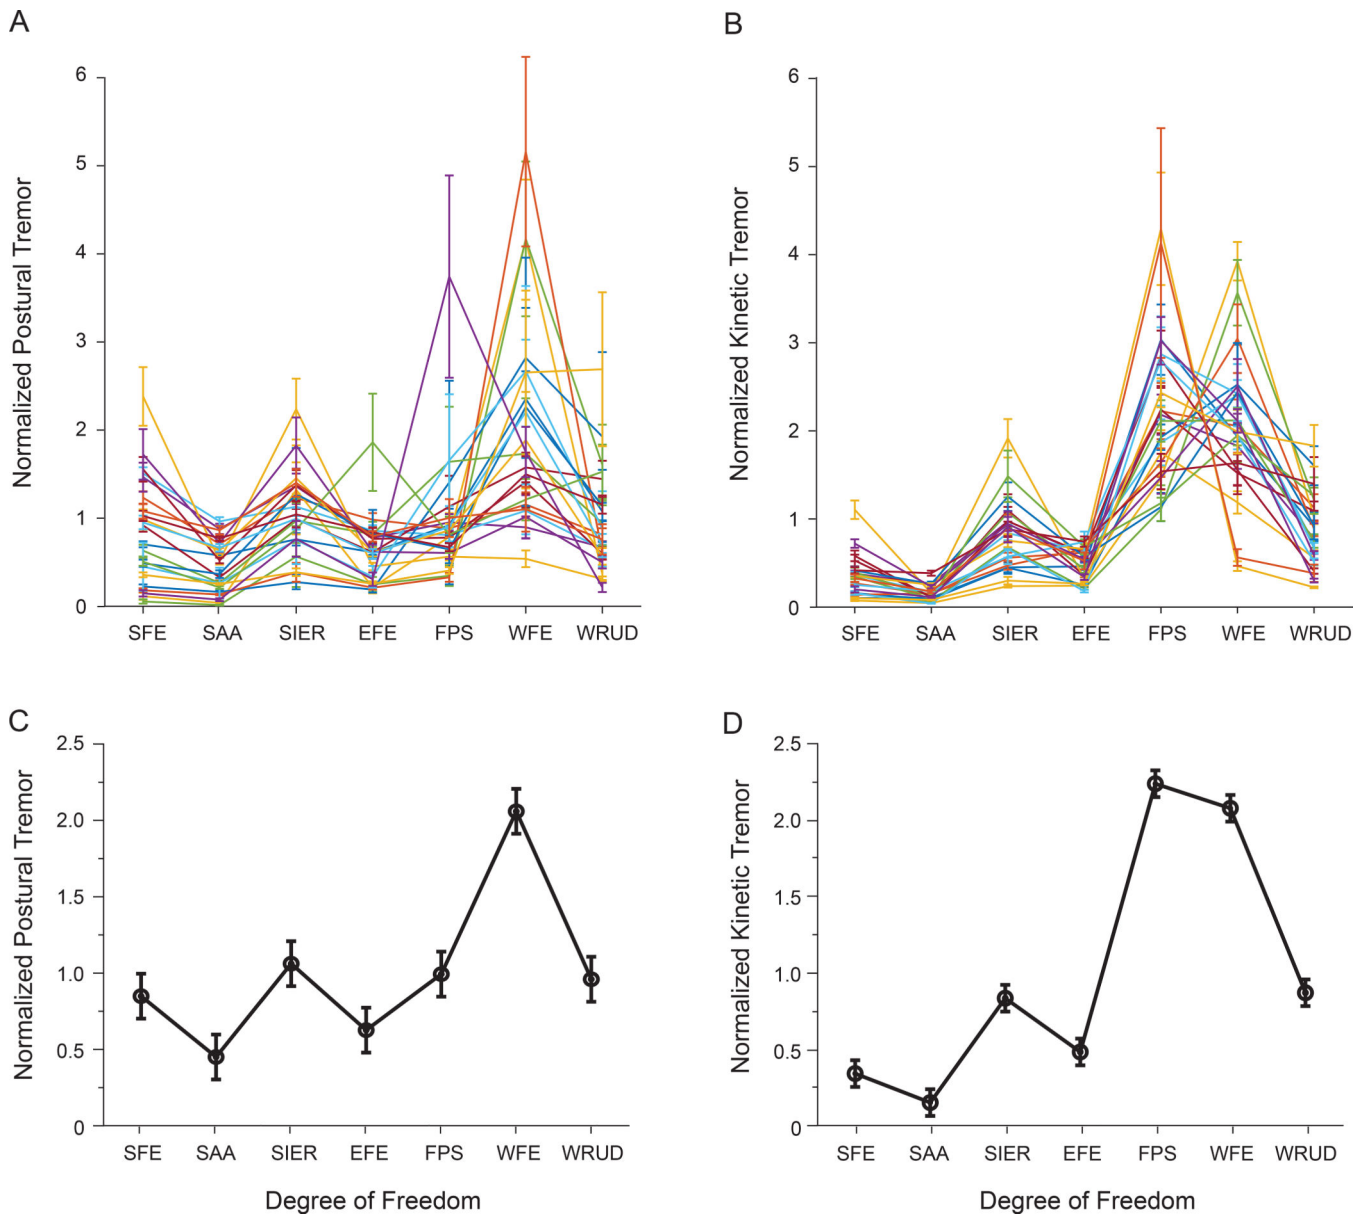 A
Normalized Postural Tremor
6
5
4
3
2
1
0
SFE SAA SIER EFE FPS WFE WRUD
B
Normalized Kinetic Tremor
6
5
4
3
2
1
0
SFE SAA SIER EFE FPS WFE WRUD
C
Normalized Postural Tremor
2.5
2.0
1.5
1.0
0.5
0
SFE SAA SIER EFE FPS WFE WRUD
Degree of Freedom
D
Normalized Kinetic Tremor
2.5
2.0
1.5
1.0
0.5
0
SFE SAA SIER EFE FPS WFE WRUD
Degree of Freedom